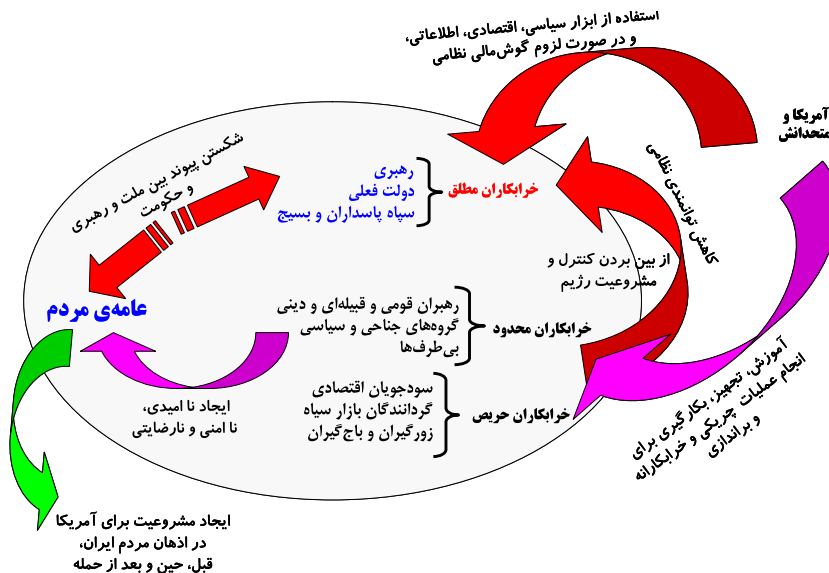 استفاده از ابزار سیاسی، اقتصادی، اطلاعاتی،
و در صورت لزوم گوش‌مالی نظامی
آمریکا و
متحدانش
شکستن پیوند بین ملت و رهبری
و حکومت
رهبری
دولت فعلی
سپاه پاسداران و بسیج
خرابکاران مطلق
کاهش توانمندی نظامی
از بین بردن کنترل و
مشروعیت رژیم
عامه‌ی مردم
رهبران قومی و قبیله‌ای و دینی
گروه‌های جناحی و سیاسی
بی‌طرف‌ها
خرابکاران محدود
سودجویان اقتصادی
گردانندگان بازار سیاه
زورگیران و باج‌گیران
خرابکاران حریص
ایجاد نا امیدی،
نا امنی و نارضایتی
آموزش، تجهیز، بکارگیری برای
انجام عملیات چریکی و خرابکارانه
و براندازی
ایجاد مشروعیت برای آمریکا
در اذهان مردم ایران،
قبل، حین و بعد از حمله